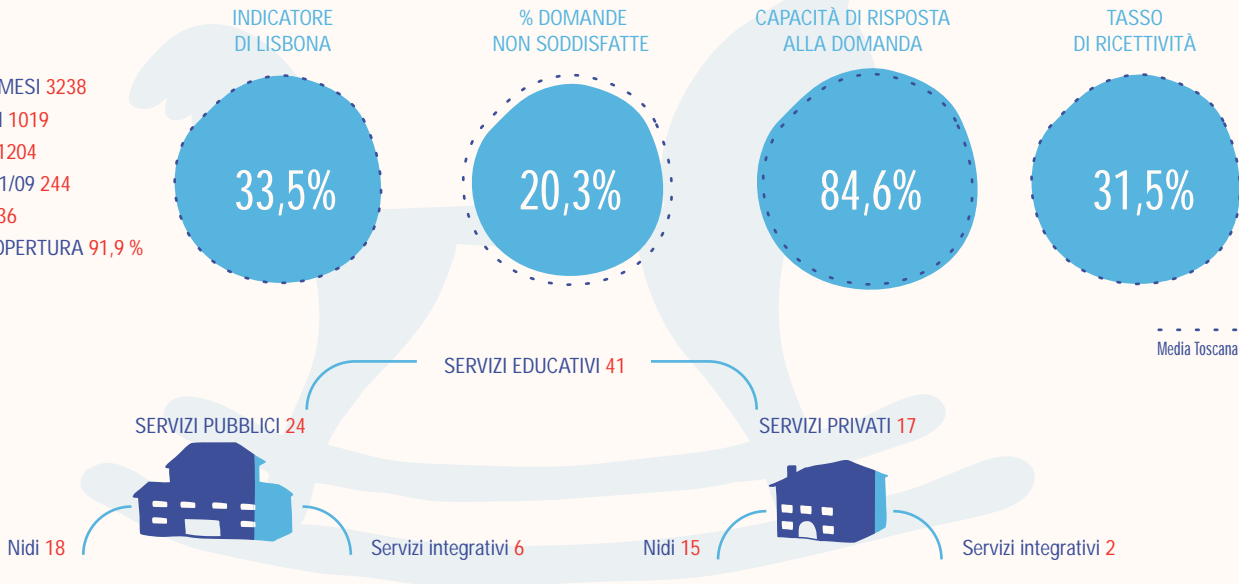 INDICATORE
DI LISBONA
% DOMANDE
NON SODDISFATTE
CAPACITÀ DI RISPOSTA
ALLA DOMANDA
TASSO
DI RICETTIVITÀ
MESI 3238
1019
1204
1/09 244
36
OPERTURA 91,9 %
33,5%
20,3%
84,6%
31,5%
Media Toscana
SERVIZI EDUCATIVI 41
SERVIZI PUBBLICI 24
SERVIZI PRIVATI 17
Nidi 18
Servizi integrativi 6
Nidi 15
Servizi integrativi 2